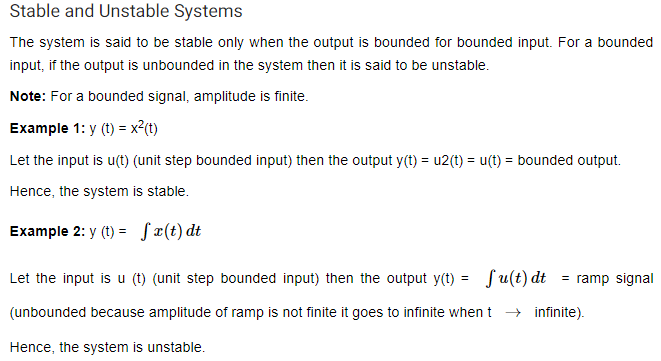 Stable and Unstable Systems
The system is said to be stable only when the output is bounded for bounded input. For a bounded
input, if the output is unbounded in the system then it is said to be unstable.
Note: For a bounded signal, amplitude is finite.
Example 1: y (t) = x²(t)
Let the input is u(t) (unit step bounded input) then the output y(t) = u2(t) = u(t) = bounded output.
Hence, the system is stable.
Example 2: y (t) = ∫ x(t) dt
Let the input is u (t) (unit step bounded input) then the output y(t) = ∫ u(t) dt = ramp signal
(unbounded because amplitude of ramp is not finite it goes to infinite when t → infinite).
Hence, the system is unstable.